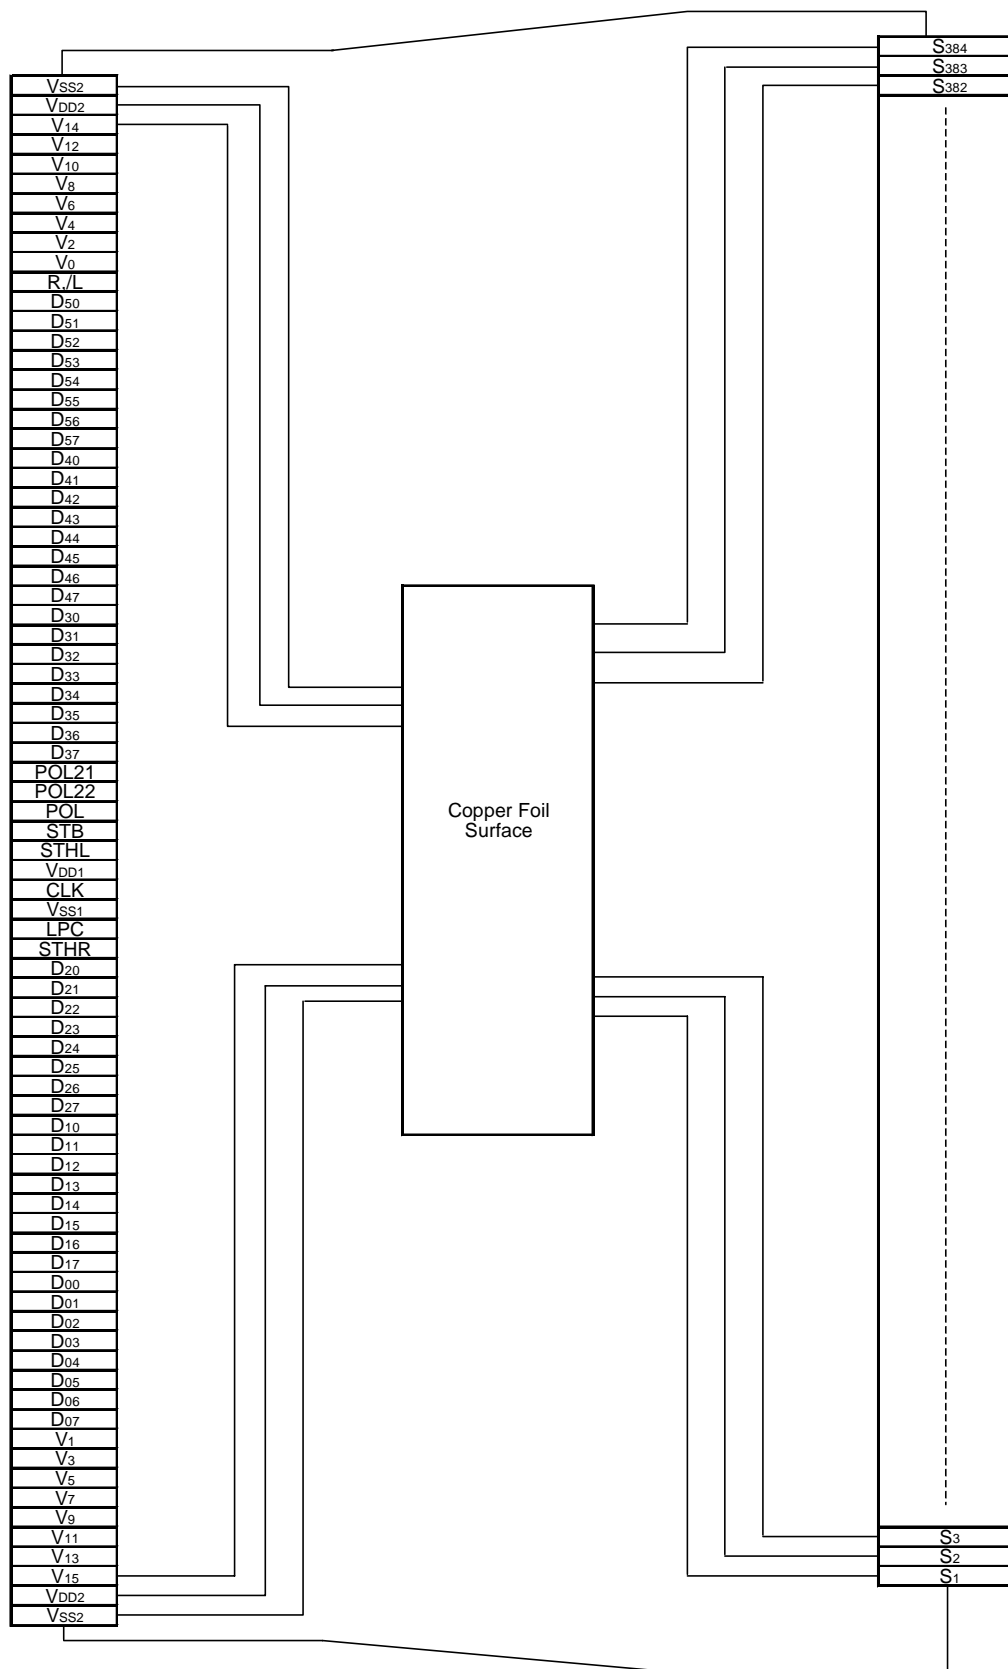 VSS2
VDD2
V14
V12
V10
V8
V6
V4
V2
V0
R,/L
D50
D51
D52
D53
D54
D55
D56
D57
D40
D41
D42
D43
D44
D45
D46
D47
D30
D31
D32
D33
D34
D35
D36
D37
POL21
POL22
POL
STB
STHL
VDD1
CLK
VSS1
LPC
STHR
D20
D21
D22
D23
D24
D25
D26
D27
D10
D11
D12
D13
D14
D15
D16
D17
D00
D01
D02
D03
D04
D05
D06
D07
V1
V3
V5
V7
V9
V11
V13
V15
VDD2
VSS2
Copper Foil
Surface
S384
S383
S382
S3
S2
S1